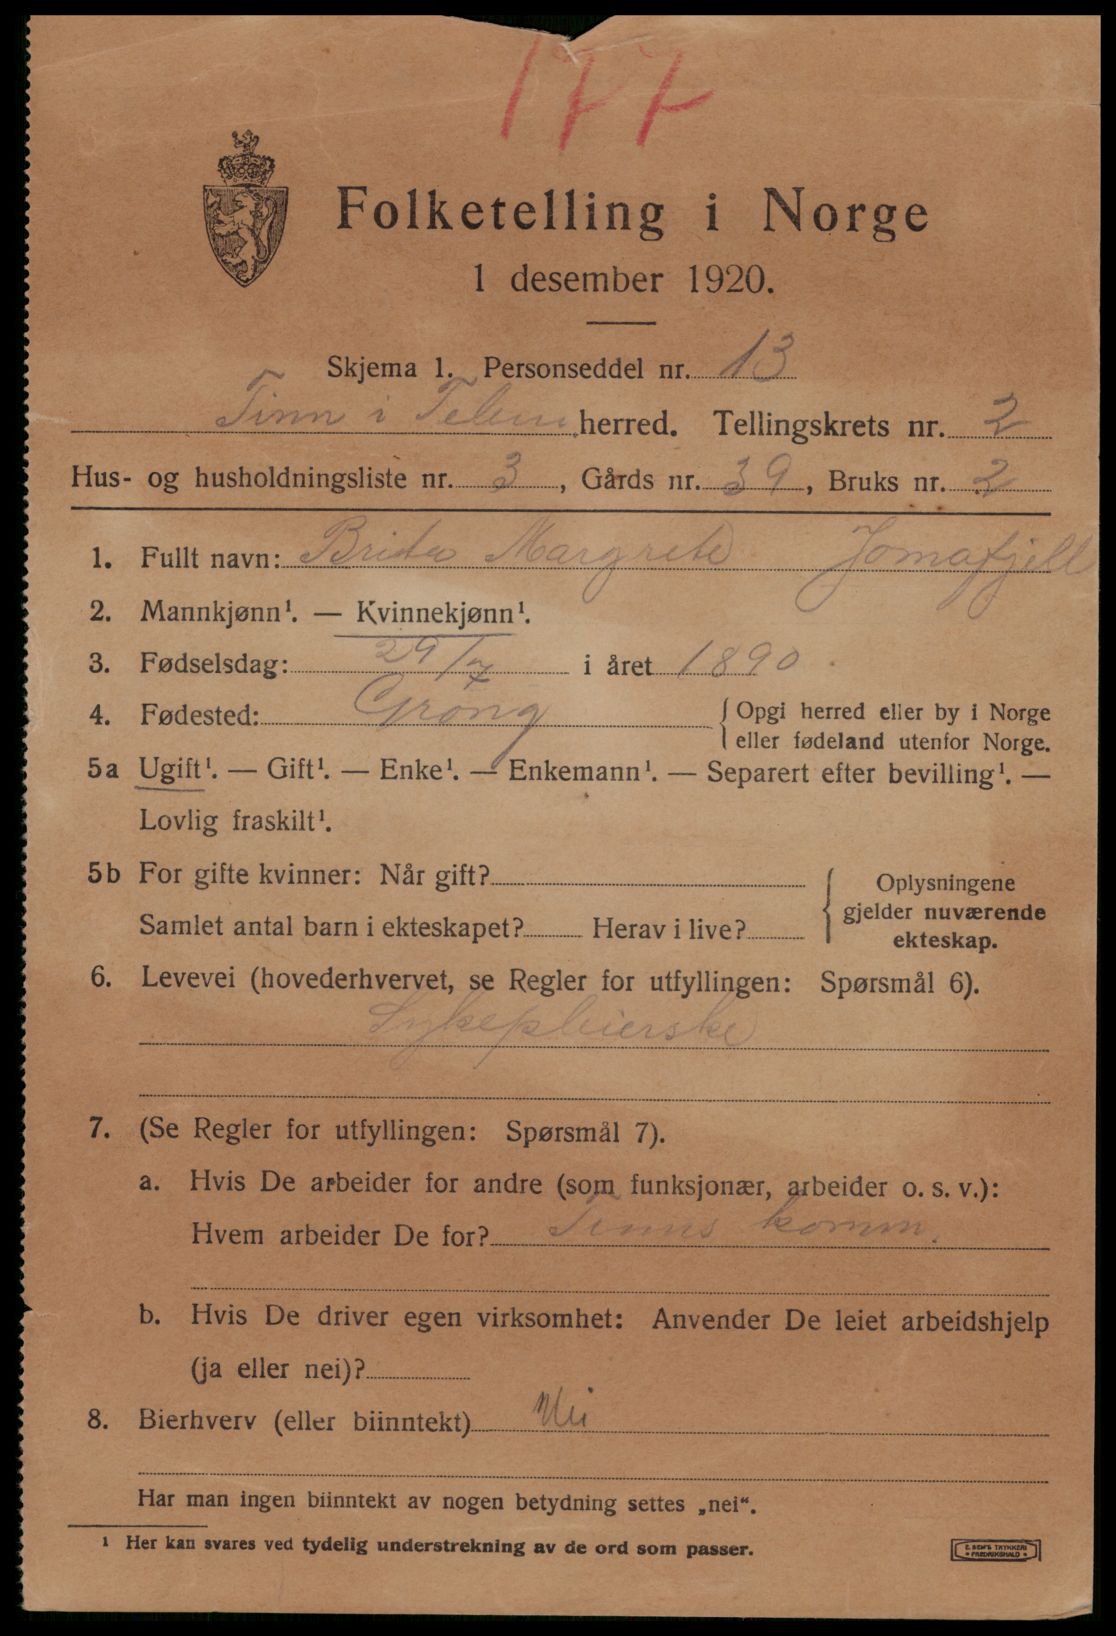 177
Folketelling i Norge
1 desember 1920.
Skjema 1. Personseddel nr. 13
Tinn i Telem herred. Tellingskrets nr. 2
Hus- og husholdningsliste nr. 3, Gårds nr. 39, Bruks nr. 2
1. Fullt navn: Brita Margrete Jomafjell
2. Mannkjønn¹. — Kvinnekjønn¹.
3. Fødselsdag: 29/7 i året 1890
4. Fødested: Grong { Opgi herred eller by i Norge
eller fødeland utenfor Norge.
5a Ugift¹. — Gift¹. — Enke¹. — Enkemann¹. — Separert efter bevilling¹. —
Lovlig fraskilt¹.
5b For gifte kvinner: Når gift?
Samlet antal barn i ekteskapet? Herav i live?
{ Oplysningene
gjelder nuværende
ekteskap.
6. Levevei (hovederhvervet, se Regler for utfyllingen: Spørsmål 6).
Sykepleierske
7. (Se Regler for utfyllingen: Spørsmål 7).
a. Hvis De arbeider for andre (som funksjonær, arbeider o. s. v.):
Hvem arbeider De for? Tinns komm.
b. Hvis De driver egen virksomhet: Anvender De leiet arbeidshjelp
(ja eller nei)?
8. Bierhverv (eller biinntekt) Nei
Har man ingen biinntekt av nogen betydning settes „nei“.
¹ Her kan svares ved tydelig understrekning av de ord som passer.
E. SEM'S TRYKKERI
• FREDRIKSHALD •